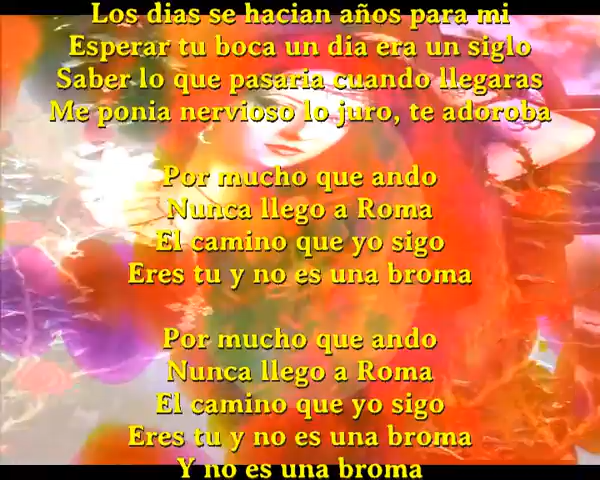 Los dias se hacian años para mi
Esperar tu boca un dia era un siglo
Saber lo que pasaria cuando llegaras
Me ponia nervioso lo juro, te adoroba
Por mucho que ando
Nunca llego a Roma
El camino que yo sigo
Eres tu y no es una broma
Por mucho que ando
Nunca llego a Roma
El camino que yo sigo
Eres tu y no es una broma
Y no es una broma